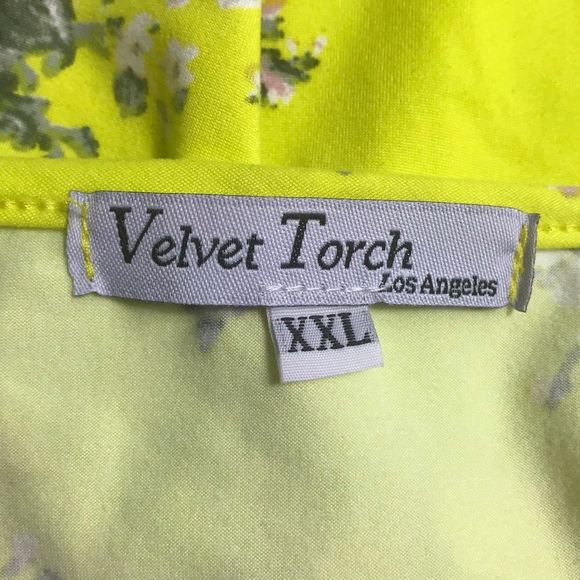 Velvet Torch
Los Angeles
XXL